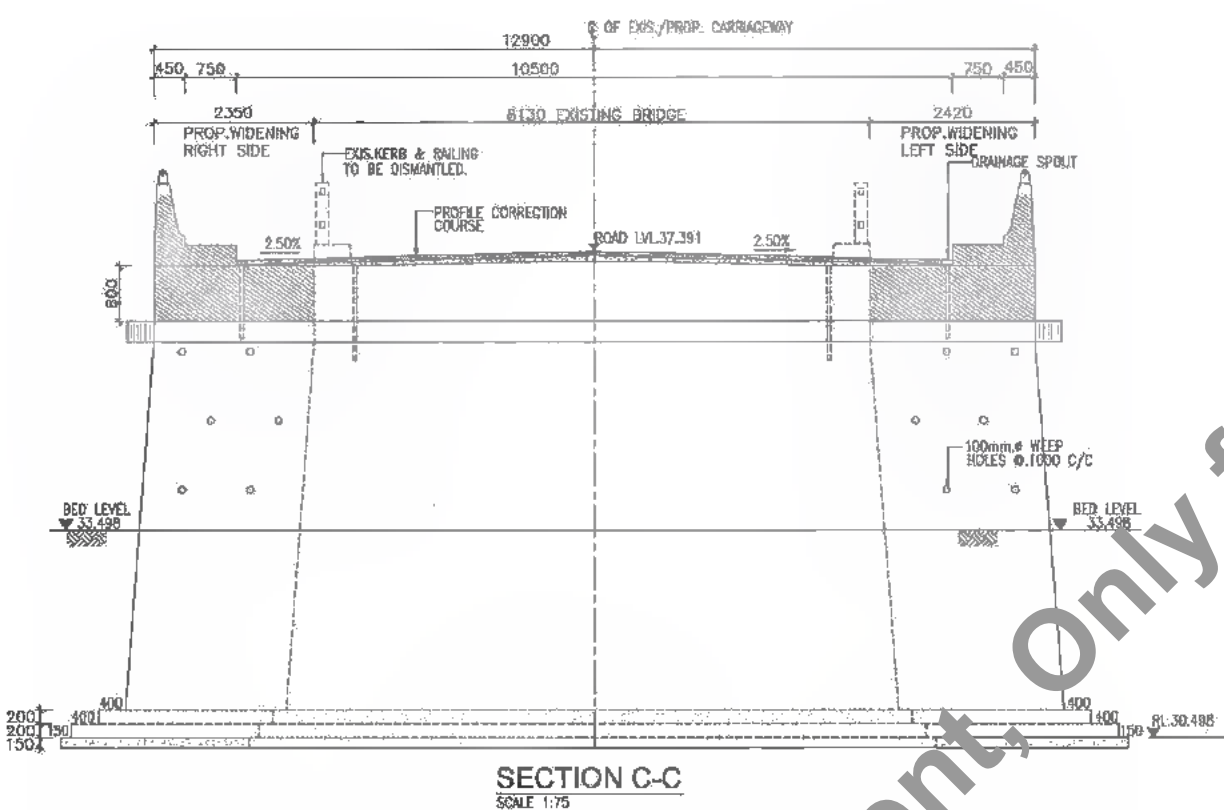 ℄ OF EXIS./PROP. CARRIAGEWAY
12900
450 750 10500 750 450
2350 8130 EXISTING BRIDGE 2420
PROP.WIDENING
RIGHT SIDE
EXIS.KERB & RAILING
TO BE DISMANTLED.
PROP.WIDENING
LEFT SIDE
DRAINAGE SPOUT
PROFILE CORRECTION
COURSE
2.50% ROAD LVL.37.391 2.50%
800
100mm.ø WEEP
HOLES @.1000 C/C
BED LEVEL
33.498
BED LEVEL
33.498
400 400
200 400 400
200 150 150 RL:30.498
150
SECTION C-C
SCALE 1:75
ent, Only f